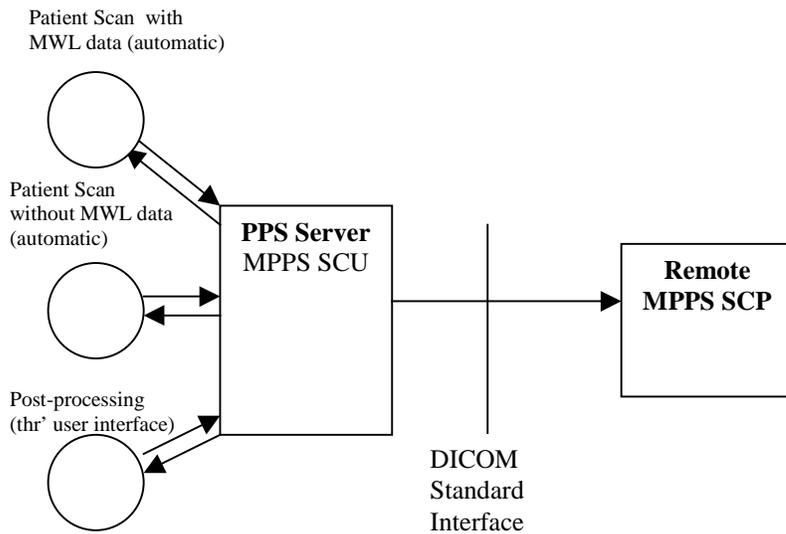 Patient Scan with
MWL data (automatic)
Patient Scan
without MWL data
(automatic)
PPS Server
MPPS SCU
Remote
MPPS SCP
Post-processing
(thr' user interface)
DICOM
Standard
Interface